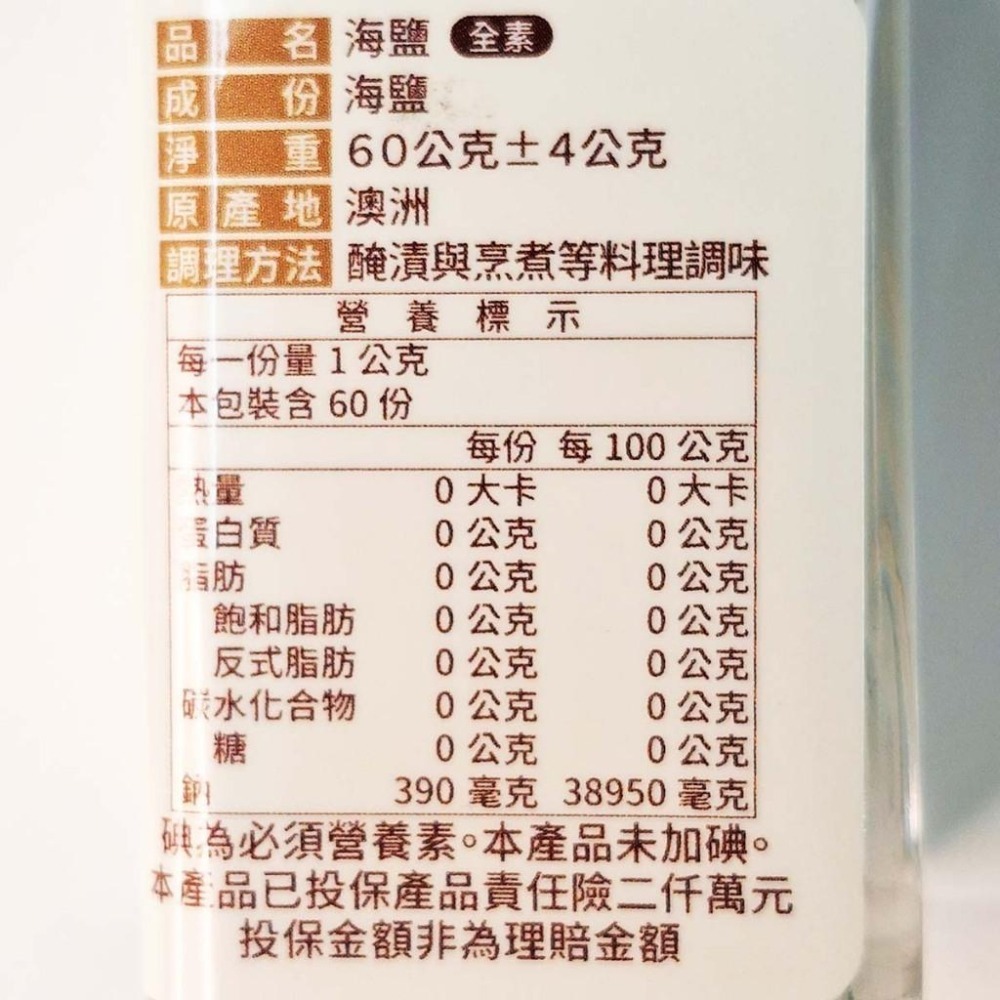 品名 海鹽 全素
成份 海鹽
淨重 60公克±4公克
原產地 澳洲
調理方法 醃漬與烹煮等料理調味
營養標示
每一份量 1 公克
本包裝含 60 份
每份 每 100 公克
熱量 0 大卡 0 大卡
蛋白質 0 公克 0 公克
脂肪 0 公克 0 公克
飽和脂肪 0 公克 0 公克
反式脂肪 0 公克 0 公克
碳水化合物 0 公克 0 公克
糖 0 公克 0 公克
鈉 390 毫克 38950 毫克
碘為必須營養素。本產品未加碘。
本產品已投保產品責任險二仟萬元
投保金額非為理賠金額